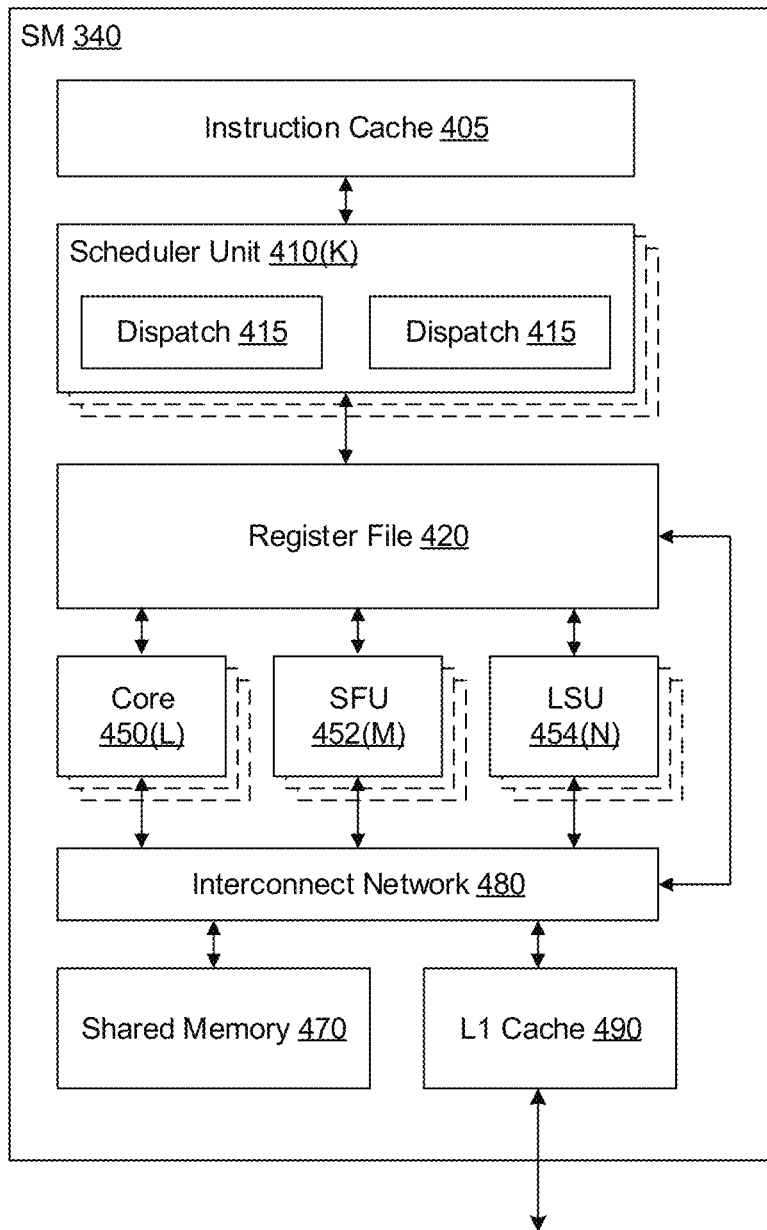 SM 340
Instruction Cache 405
Scheduler Unit 410(K)
Dispatch 415
Dispatch 415
Register File 420
Core
450(L)
SFU
452(M)
LSU
454(N)
Interconnect Network 480
Shared Memory 470
L1 Cache 490